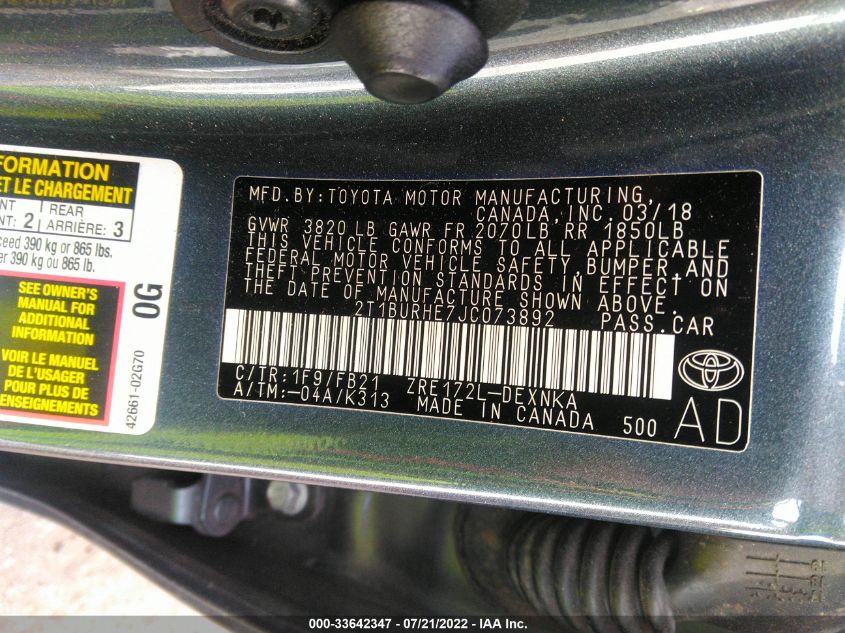 FORMATION
ET LE CHARGEMENT
NT 2 REAR 3
NT: ARRIÈRE:
ceed 390 kg or 865 lbs.
er 390 kg ou 865 lb.
SEE OWNER'S
MANUAL FOR
ADDITIONAL
INFORMATION
VOIR LE MANUEL
DE L'USAGER
POUR PLUS DE
RENSEIGNEMENTS
0G
42661-02G70
MFD.BY:TOYOTA MOTOR MANUFACTURING,
CANADA,INC. 03/18
GVWR 3820 LB GAWR FR 2070LB RR 1850LB
THIS VEHICLE CONFORMS TO ALL APPLICABLE
FEDERAL MOTOR VEHICLE SAFETY,BUMPER,AND
THEFT PREVENTION STANDARDS IN EFFECT ON
THE DATE OF MANUFACTURE SHOWN ABOVE.
2T1BURHE7JC073892 PASS.CAR
C/TR:1F9/FB21 ZRE172L-DEXNKA
A/TM:-04A/K313 MADE IN CANADA 500
AD
000-33642347 / 07/21/2022 - IAA Inc.